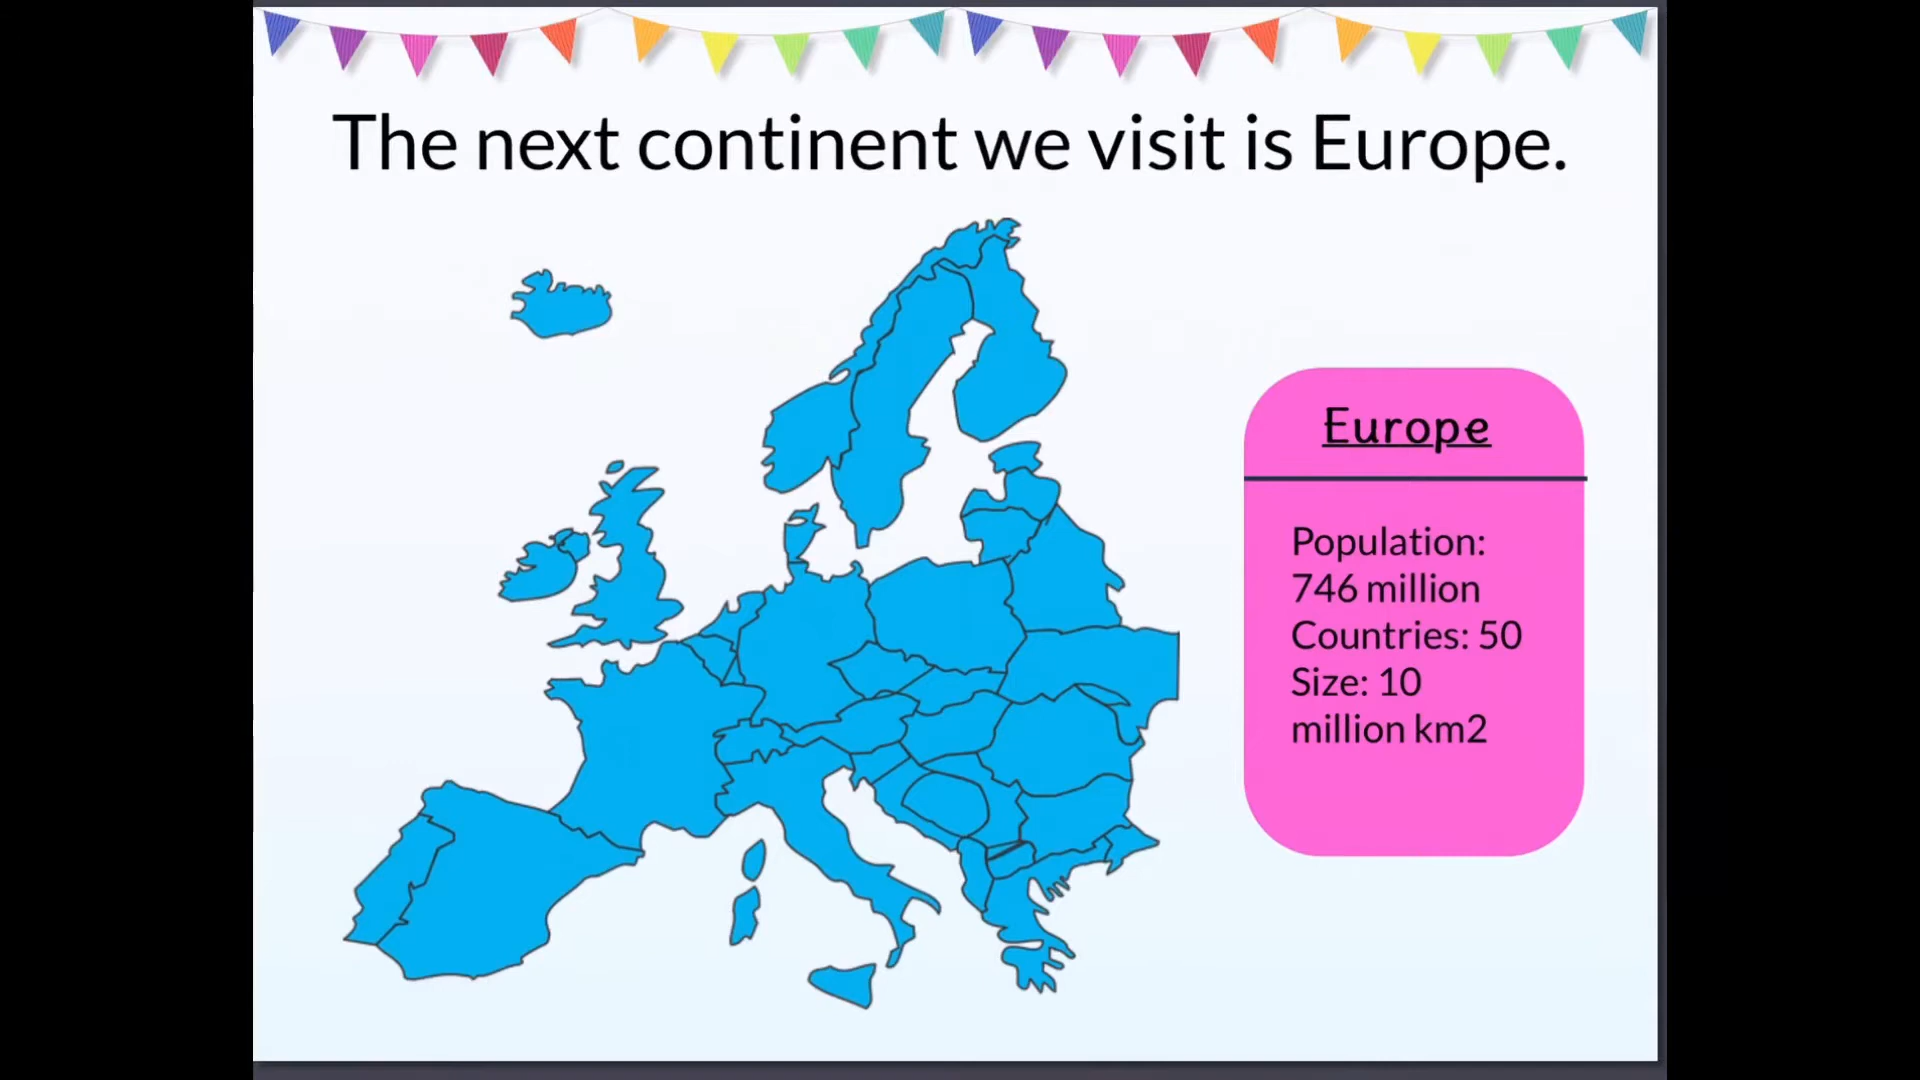 The next continent we visit is Europe.
Europe
Population:
746 million
Countries: 50
Size: 10
million km2